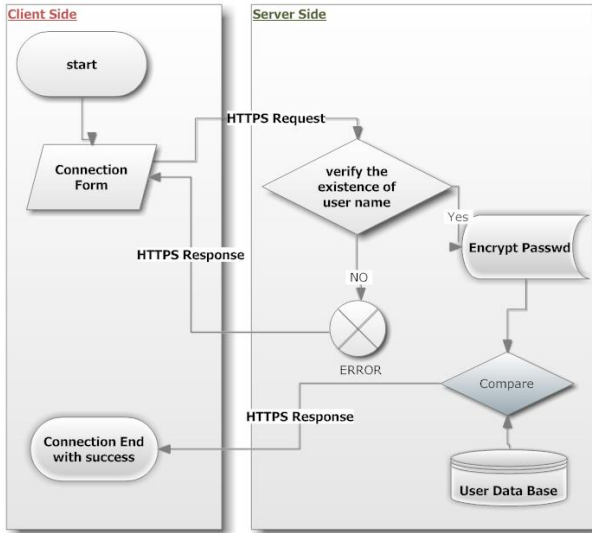 Client Side
Server Side
start
HTTPS Request
Connection
Form
verify the
existence of
user name
Yes
Encrypt Passwd
HTTPS Response
NO
ERROR
Compare
HTTPS Response
Connection End
with success
User Data Base